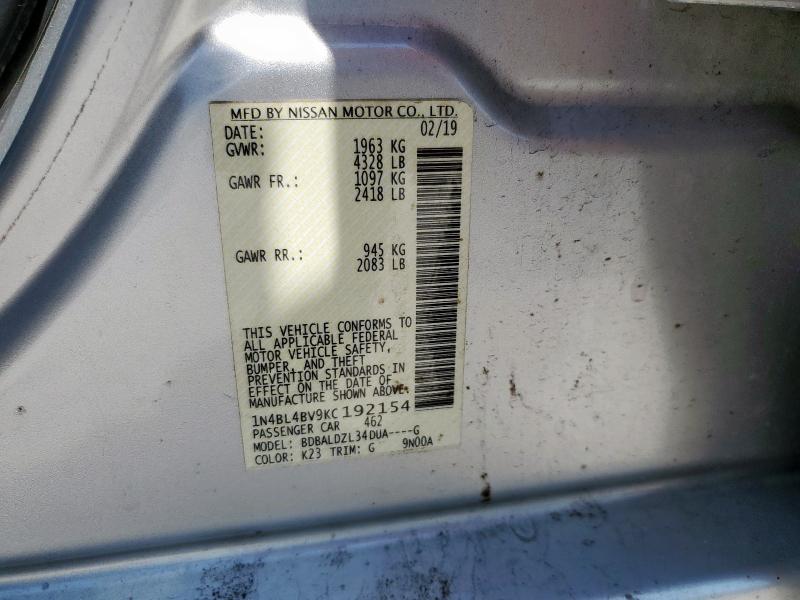 MFD BY NISSAN MOTOR CO., LTD.
DATE: 02/19
GVWR: 1963 KG
4328 LB
GAWR FR.: 1097 KG
2418 LB
GAWR RR.: 945 KG
2083 LB
THIS VEHICLE CONFORMS TO
ALL APPLICABLE FEDERAL
MOTOR VEHICLE SAFETY,
BUMPER, AND THEFT
PREVENTION STANDARDS IN
EFFECT ON THE DATE OF
MANUFACTURE SHOWN ABOVE.
1N4BL4BV9KC192154
PASSENGER CAR 462
MODEL: BDBALDZL34DUA----G
COLOR: K23 TRIM: G 9N00A